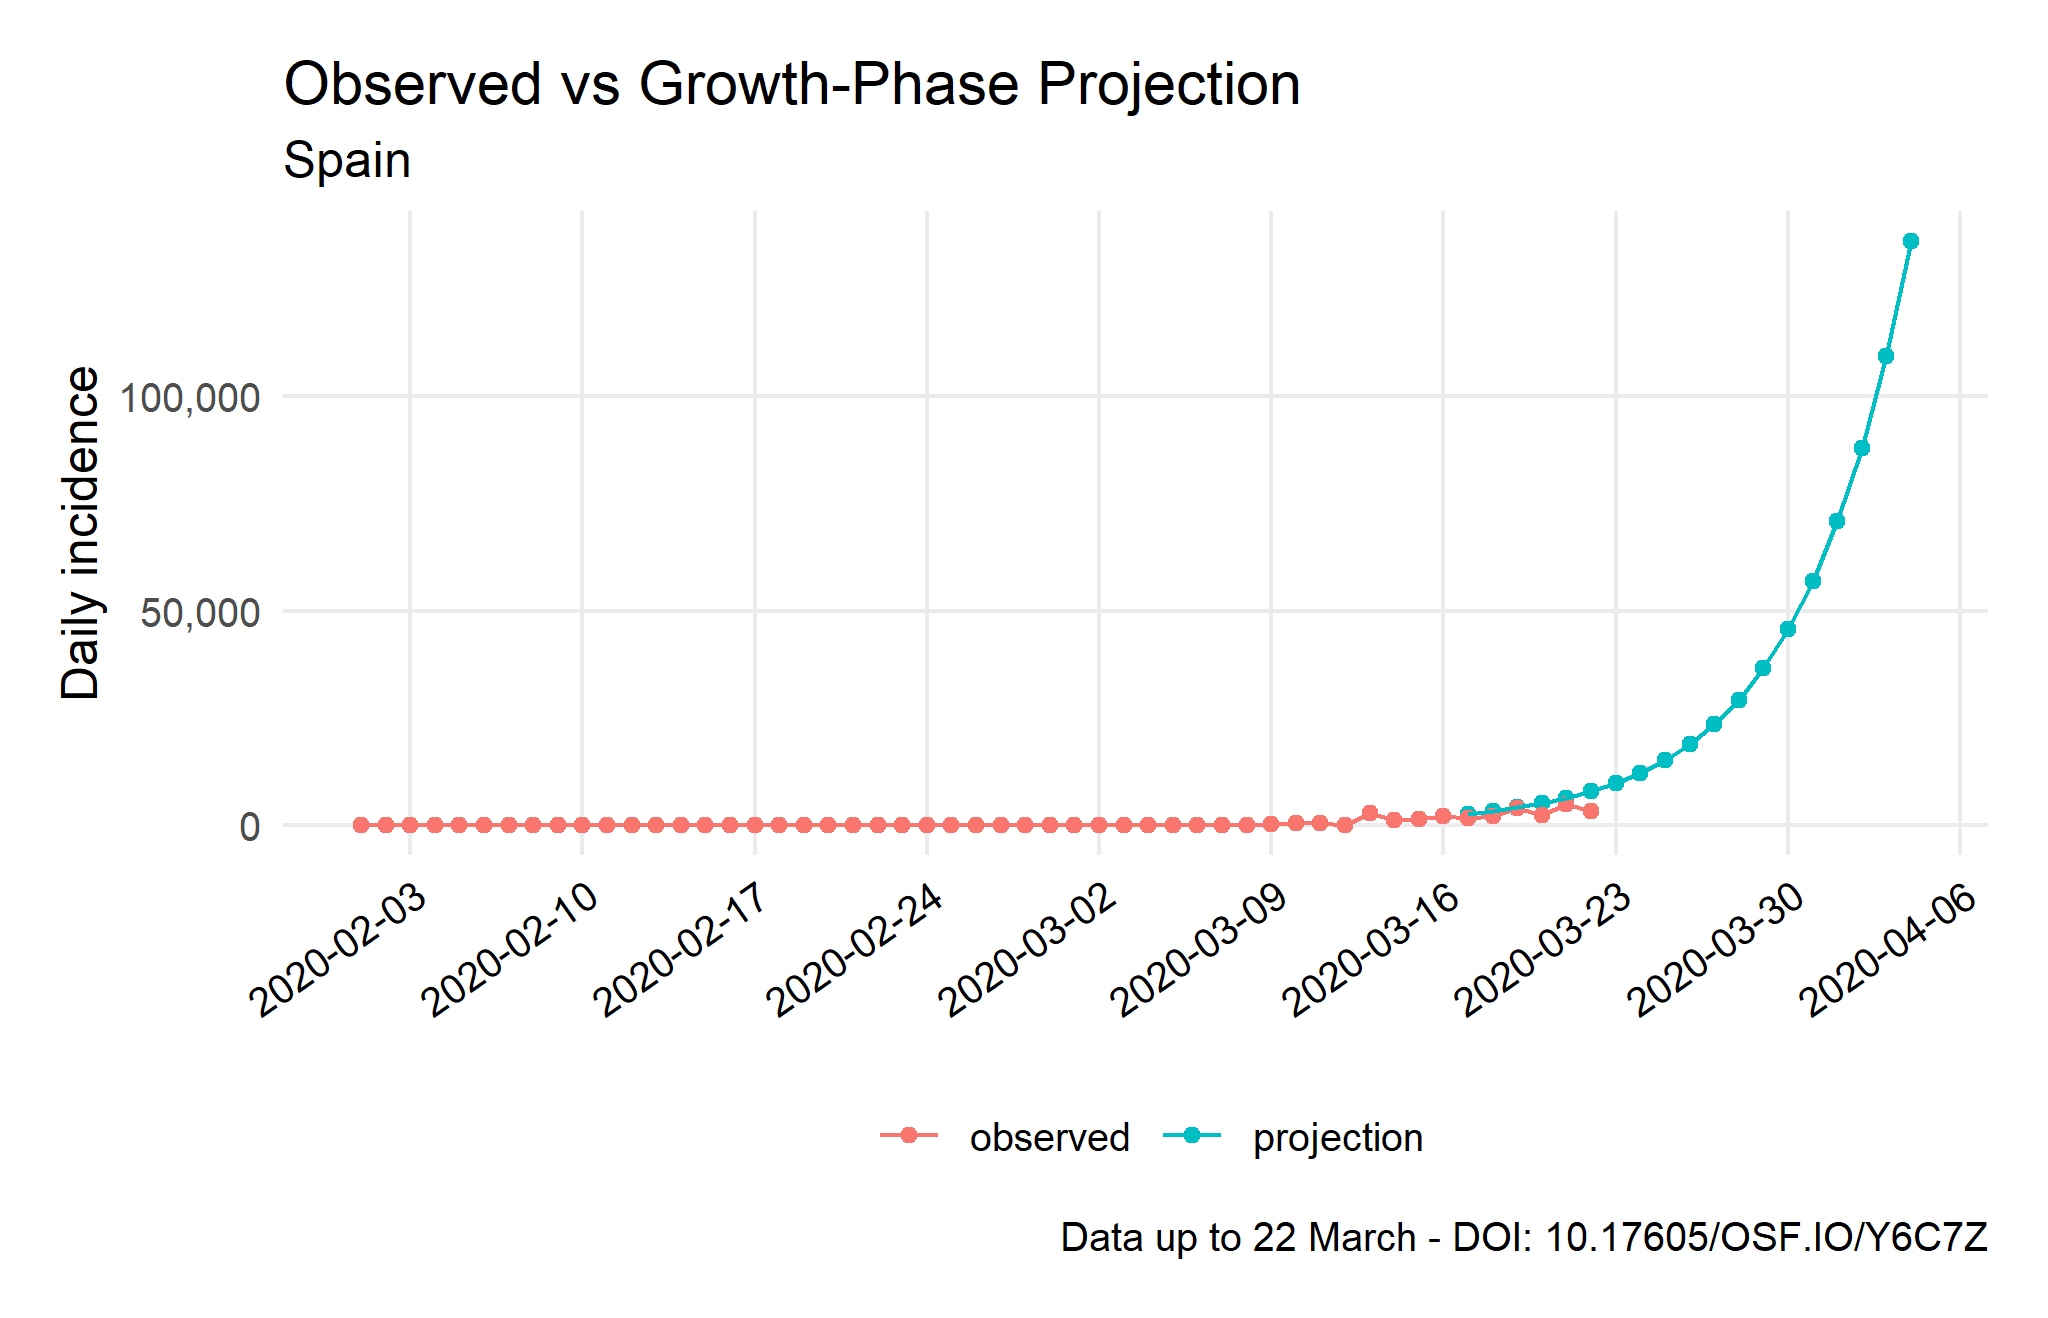 Observed vs Growth-Phase Projection
Spain
Daily incidence
100,000
50,000
0
2020-02-03
2020-02-10
2020-02-17
2020-02-24
2020-03-02
2020-03-09
2020-03-16
2020-03-23
2020-03-30
2020-04-06
observed projection
Data up to 22 March - DOI: 10.17605/OSF.IO/Y6C7Z